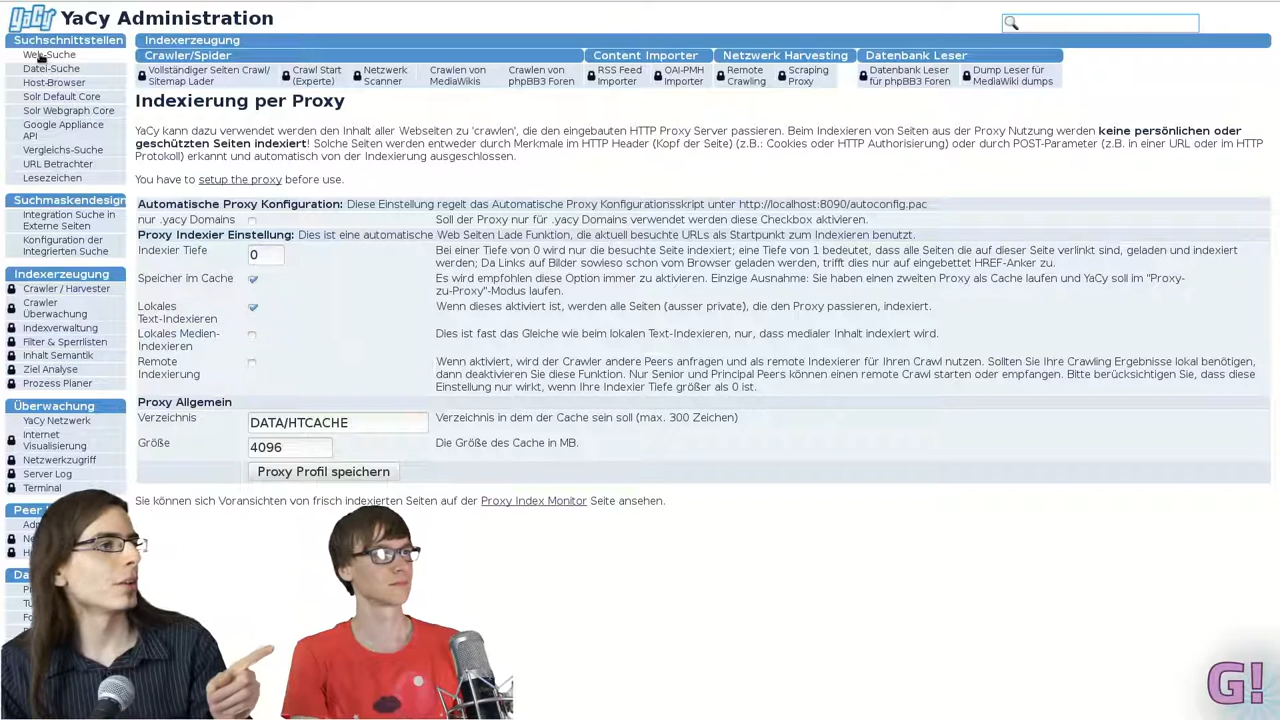 YaCy YaCy Administration
Suchschnittstellen
Web-Suche
Datei-Suche
Host-Browser
Solr Default Core
Solr Webgraph Core
Google Appliance
API
Vergleichs-Suche
URL Betrachter
Lesezeichen
Suchmaskendesign
Integration Suche in
Externe Seiten
Konfiguration der
Integrierten Suche
Indexerzeugung
Crawler / Harvester
Crawler
Überwachung
Indexverwaltung
Filter & Sperrlisten
Inhalt Semantik
Ziel Analyse
Prozess Planer
Überwachung
YaCy Netzwerk
Internet
Visualisierung
Netzwerkzugriff
Server Log
Terminal
Peer
Indexerzeugung
Crawler/Spider
Content Importer
Netzwerk Harvesting
Datenbank Leser
Vollständiger Seiten Crawl/
Sitemap Lader
Crawl Start
(Experte)
Netzwerk
Scanner
Crawlen von
MediaWikis
Crawlen von
phpBB3 Foren
RSS Feed
Importer
OAI-PMH
Importer
Remote
Crawling
Scraping
Proxy
Datenbank Leser
für phpBB3 Foren
Dump Leser für
MediaWiki dumps
Indexierung per Proxy
YaCy kann dazu verwendet werden den Inhalt aller Webseiten zu 'crawlen', die den eingebauten HTTP Proxy Server passieren. Beim Indexieren von Seiten aus der Proxy Nutzung werden keine persönlichen oder
geschützten Seiten indexiert! Solche Seiten werden entweder durch Merkmale im HTTP Header (Kopf der Seite) (z.B.: Cookies oder HTTP Authorisierung) oder durch POST-Parameter (z.B. in einer URL oder im HTTP
Protokoll) erkannt und automatisch von der Indexierung ausgeschlossen.
You have to setup the proxy before use.
Automatische Proxy Konfiguration: Diese Einstellung regelt das Automatische Proxy Konfigurationsskript unter http://localhost:8090/autoconfig.pac
nur .yacy Domains
Soll der Proxy nur für .yacy Domains verwendet werden diese Checkbox aktivieren.
Proxy Indexier Einstellung: Dies ist eine automatische Web Seiten Lade Funktion, die aktuell besuchte URLs als Startpunkt zum Indexieren benutzt.
Indexier Tiefe
0
Bei einer Tiefe von 0 wird nur die besuchte Seite indexiert; eine Tiefe von 1 bedeutet, dass alle Seiten die auf dieser Seite verlinkt sind, geladen und indexiert
werden; Da Links auf Bilder sowieso schon vom Browser geladen werden, trifft dies nur auf eingebettet HREF-Anker zu.
Speicher im Cache
Es wird empföhlen diese Option immer zu aktivieren. Einzige Ausnahme: Sie haben einen zweiten Proxy als Cache laufen und YaCy soll im "Proxy-
zu-Proxy"-Modus laufen.
Lokales
Text-Indexieren
Wenn dieses aktiviert ist, werden alle Seiten (ausser private), die den Proxy passieren, indexiert.
Lokales Medien-
Indexieren
Dies ist fast das Gleiche wie beim lokalen Text-Indexieren, nur, dass medialer Inhalt indexiert wird.
Remote
Indexierung
Wenn aktiviert, wird der Crawler andere Peers anfragen und als remote Indexierer für Ihren Crawl nutzen. Sollten Sie Ihre Crawling Ergebnisse lokal benötigen,
dann deaktivieren Sie diese Funktion. Nur Senior und Principal Peers können einen remote Crawl starten oder empfangen. Bitte berücksichtigen Sie, dass diese
Einstellung nur wirkt, wenn Ihre Indexier Tiefe größer als 0 ist.
Proxy Allgemein
Verzeichnis
DATA/HTCACHE
Verzeichnis in dem der Cache sein soll (max. 300 Zeichen)
Größe
4096
Die Größe des Cache in MB.
Proxy Profil speichern
Sie können sich Voransichten von frisch indexierten Seiten auf der Proxy Index Monitor Seite ansehen.
G!